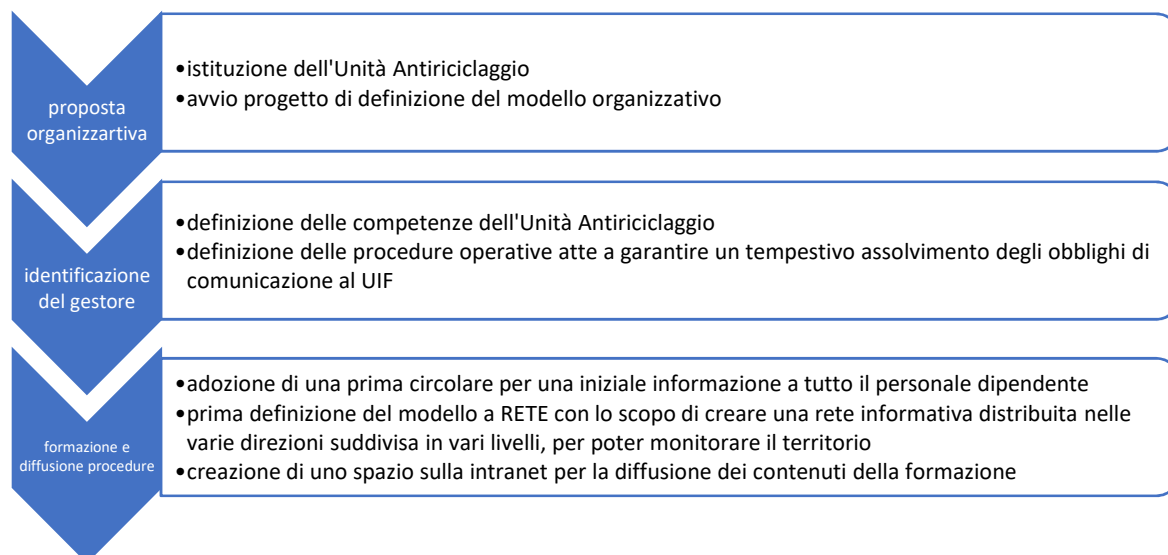 proposta
organizzartiva
•istituzione dell'Unità Antiriciclaggio
•avvio progetto di definizione del modello organizzativo
identificazione
del gestore
•definizione delle competenze dell'Unità Antiriciclaggio
•definizione delle procedure operative atte a garantire un tempestivo assolvimento degli obblighi di
comunicazione al UIF
formazione e
diffusione procedure
•adozione di una prima circolare per una iniziale informazione a tutto il personale dipendente
•prima definizione del modello a RETE con lo scopo di creare una rete informativa distribuita nelle
varie direzioni suddivisa in vari livelli, per poter monitorare il territorio
•creazione di uno spazio sulla intranet per la diffusione dei contenuti della formazione